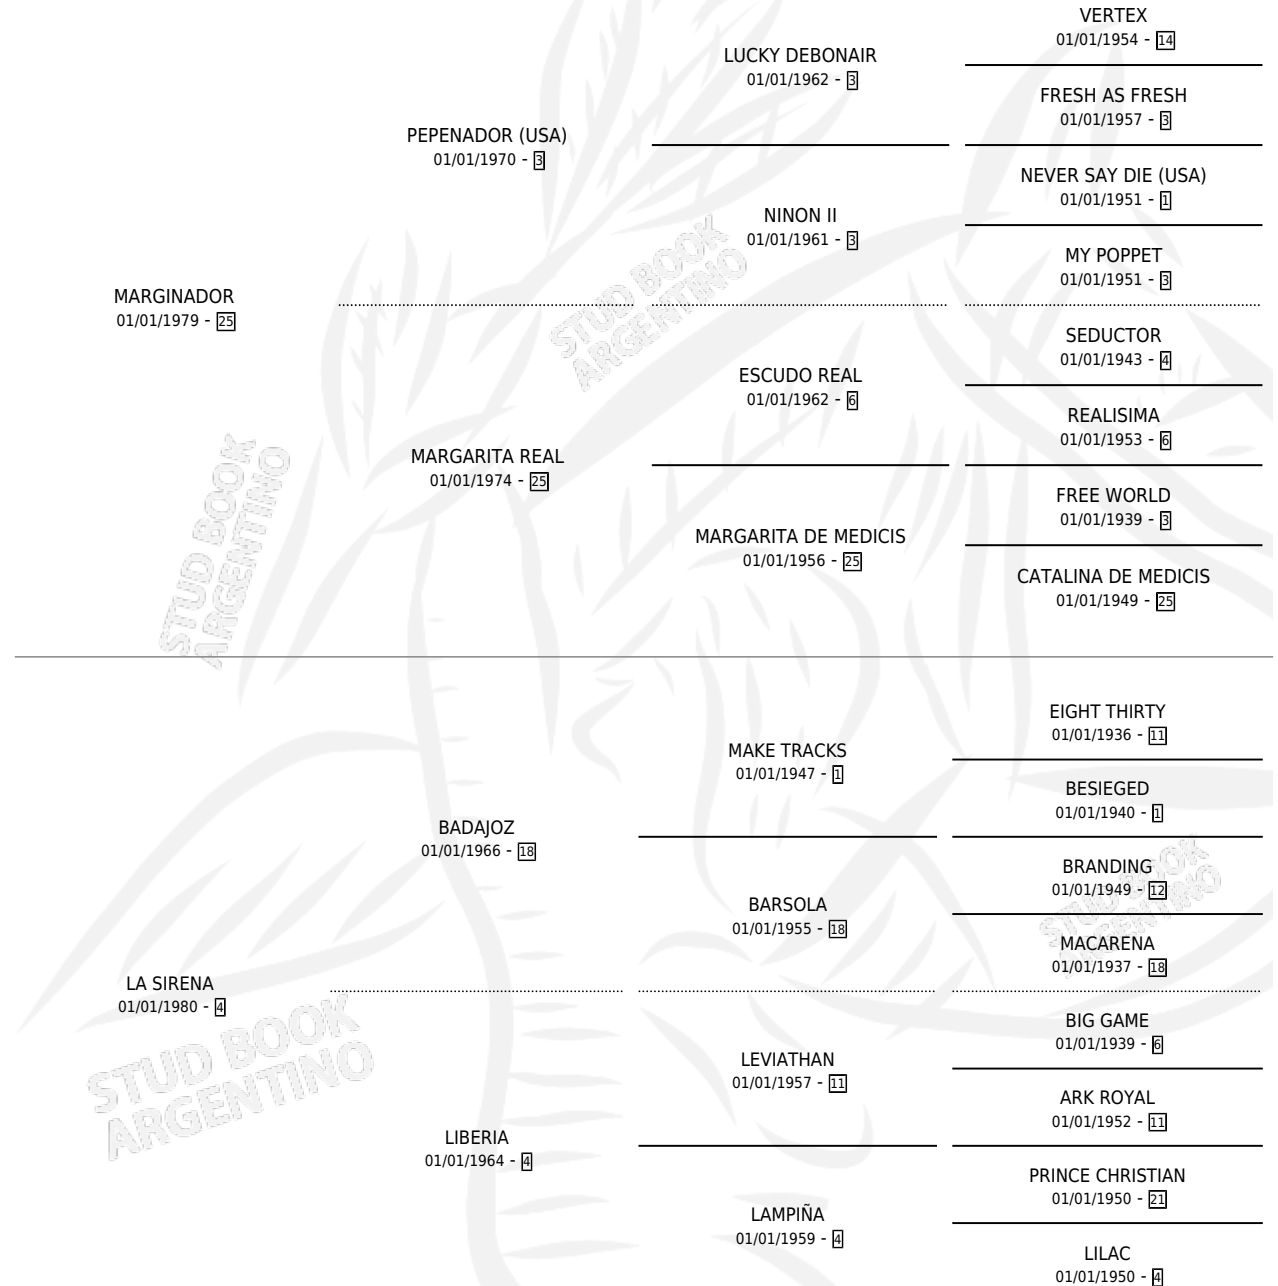 VERTEX
01/01/1954 - 14
LUCKY DEBONAIR
01/01/1962 - 3
FRESH AS FRESH
01/01/1957 - 3
PEPENADOR (USA)
01/01/1970 - 3
NEVER SAY DIE (USA)
01/01/1951 - 1
NINON II
01/01/1961 - 3
MY POPPET
01/01/1951 - 3
MARGINADOR
01/01/1979 - 25
STUD BOOK
ARGENTINO
SEDUCTOR
01/01/1943 - 4
ESCUDO REAL
01/01/1962 - 6
REALISIMA
01/01/1953 - 6
MARGARITA REAL
01/01/1974 - 25
FREE WORLD
01/01/1939 - 3
MARGARITA DE MEDICIS
01/01/1956 - 25
CATALINA DE MEDICIS
01/01/1949 - 25
STUD BOOK
ARGENTINO
EIGHT THIRTY
01/01/1936 - 11
MAKE TRACKS
01/01/1947 - 1
BESIEGED
01/01/1940 - 1
BADAJOZ
01/01/1966 - 18
BRANDING
01/01/1949 - 12
BARSOLA
01/01/1955 - 18
STUD BOOK
ARGENTINO
MACARENA
01/01/1937 - 18
LA SIRENA
01/01/1980 - 4
BIG GAME
01/01/1939 - 6
LEVIATHAN
01/01/1957 - 11
ARK ROYAL
01/01/1952 - 11
STUD BOOK
ARGENTINO
LIBERIA
01/01/1964 - 4
PRINCE CHRISTIAN
01/01/1950 - 21
LAMPIÑA
01/01/1959 - 4
LILAC
01/01/1950 - 4